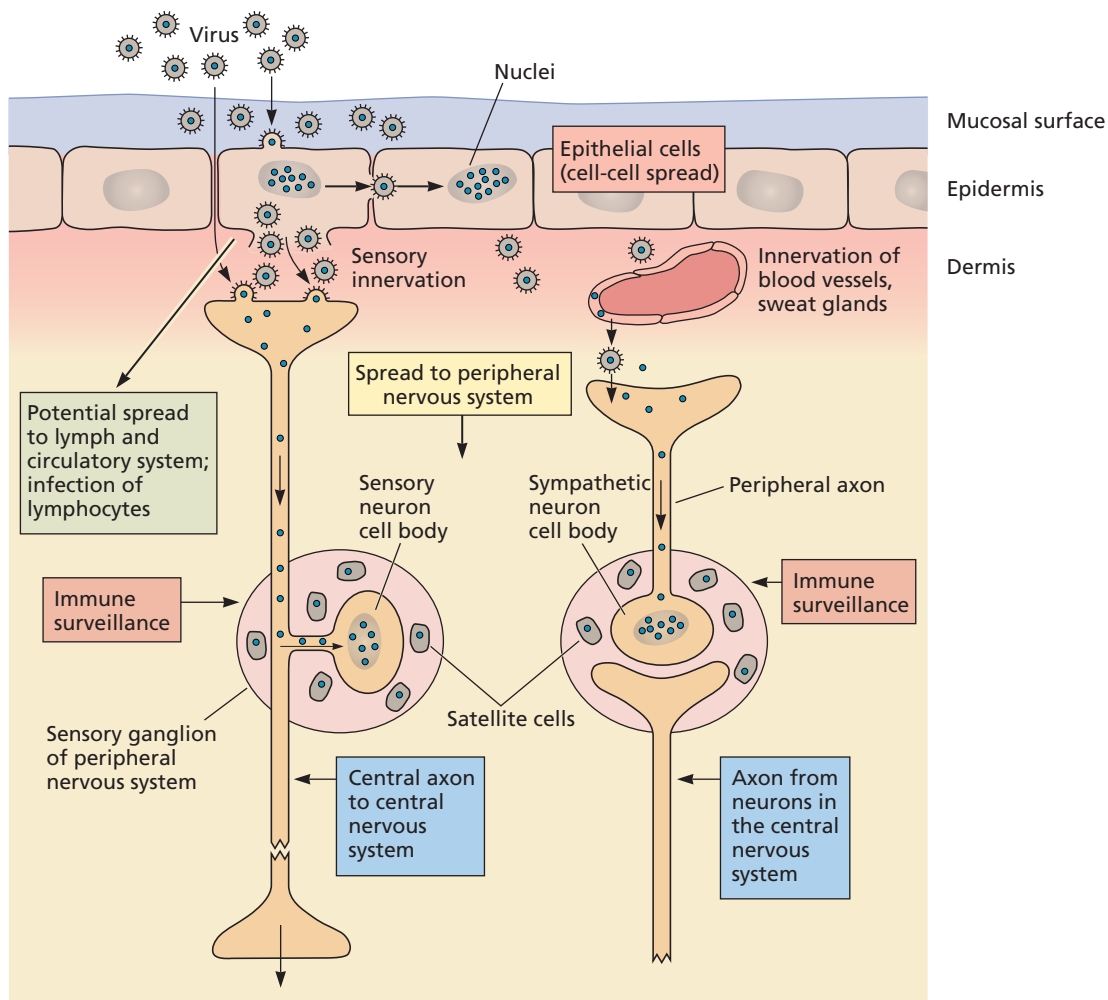 Virus
Nuclei
Mucosal surface
Epithelial cells
(cell-cell spread)
Epidermis
Sensory
innervation
Innervation of
blood vessels,
sweat glands
Dermis
Spread to peripheral
nervous system
Potential spread
to lymph and
circulatory system;
infection of
lymphocytes
Sensory
neuron
cell body
Sympathetic
neuron
cell body
Peripheral axon
Immune
surveillance
Immune
surveillance
Satellite cells
Sensory ganglion
of peripheral
nervous system
Central axon
to central
nervous
system
Axon from
neurons in
the central
nervous
system